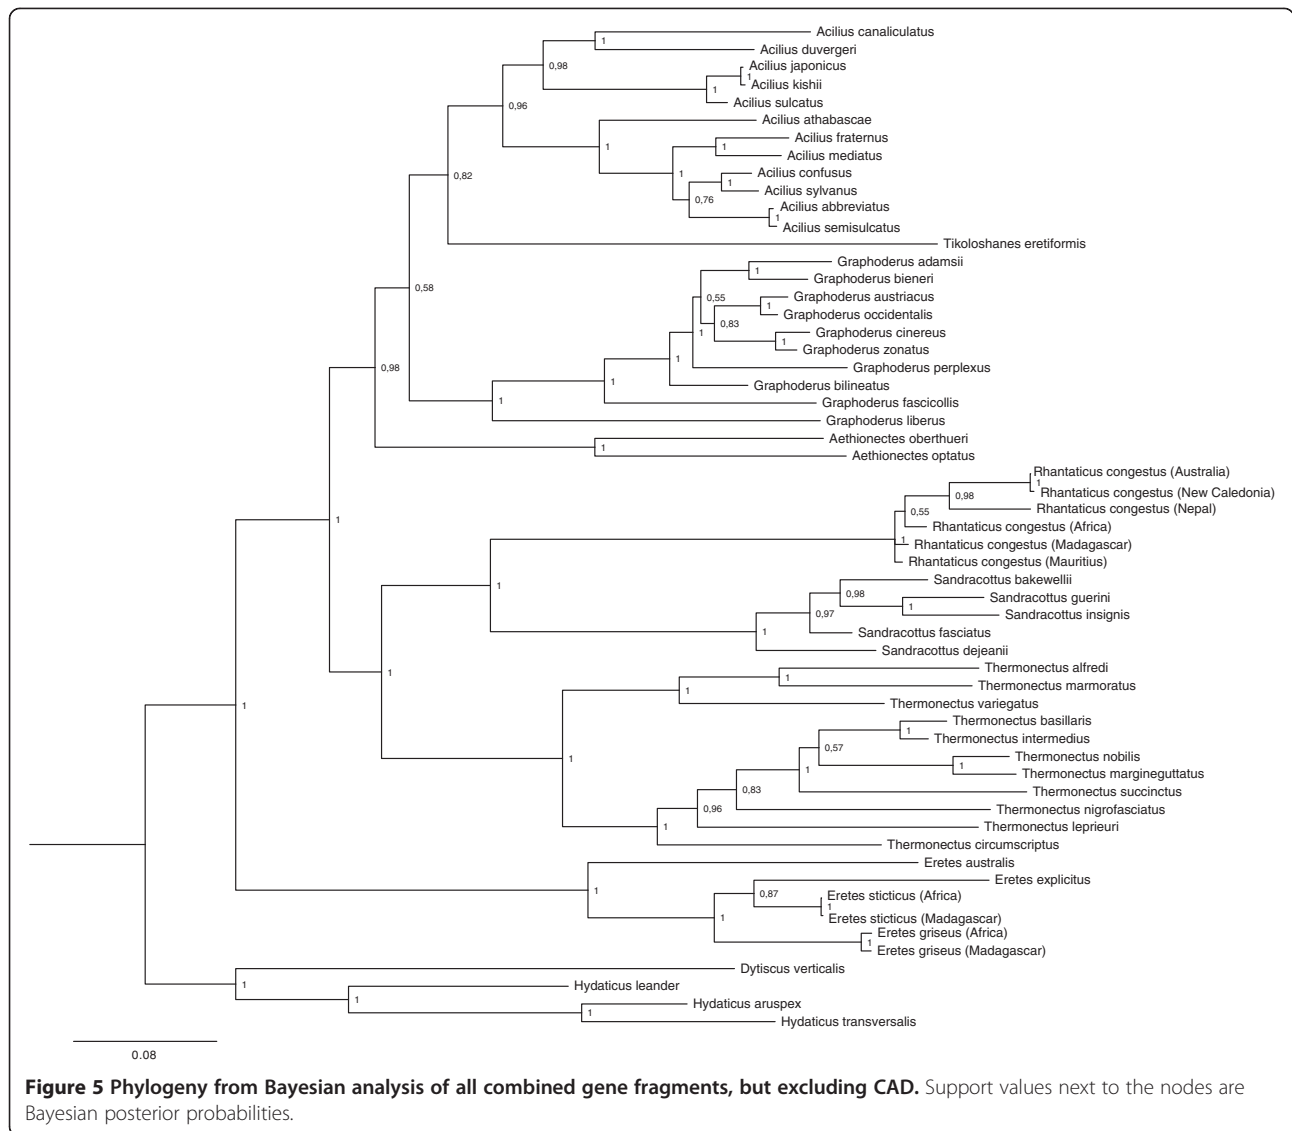 Acilius canaliculatus
1
Acilius duvergeri
0,98
Acilius japonicus
1
Acilius kishii
1
Acilius sulcatus
0,96
Acilius athabascae
1
Acilius fraternus
1
Acilius mediatus
1
Acilius confusus
1
Acilius sylvanus
0,82
0,76
Acilius abbreviatus
1
Acilius semisulcatus
Tikoloshanes eretiformis
Graphoderus adamsii
1
Graphoderus bieneri
0,58
0,55
Graphoderus austriacus
1
Graphoderus occidentalis
0,83
Graphoderus cinereus
1
1
Graphoderus zonatus
1
Graphoderus perplexus
0,98
1
Graphoderus bilineatus
1
Graphoderus fascicollis
Graphoderus liberus
Aethionectes oberthueri
1
Aethionectes optatus
Rhantaticus congestus (Australia)
1
Rhantaticus congestus (New Caledonia)
0,98
Rhantaticus congestus (Nepal)
0,55
1
Rhantaticus congestus (Africa)
1
Rhantaticus congestus (Madagascar)
Rhantaticus congestus (Mauritius)
1
Sandracottus bakewellii
0,98
Sandracottus guerini
1
Sandracottus insignis
0,97
Sandracottus fasciatus
1
Sandracottus dejeanii
1
Thermonectus alfredi
1
Thermonectus marmoratus
1
Thermonectus variegatus
1
Thermonectus basillaris
1
Thermonectus intermedius
0,57
1
Thermonectus nobilis
1
Thermonectus margineguttatus
1
0,83
Thermonectus succinctus
0,96
Thermonectus nigrofasciatus
1
Thermonectus leprieuri
Thermonectus circumscriptus
Eretes australis
1
Eretes explicitus
0,87
Eretes sticticus (Africa)
1
1
Eretes sticticus (Madagascar)
Eretes griseus (Africa)
1
Eretes griseus (Madagascar)
Dytiscus verticalis
1
Hydaticus leander
1
Hydaticus aruspex
1
Hydaticus transversalis
0.08
Figure 5 Phylogeny from Bayesian analysis of all combined gene fragments, but excluding CAD. Support values next to the nodes are
Bayesian posterior probabilities.